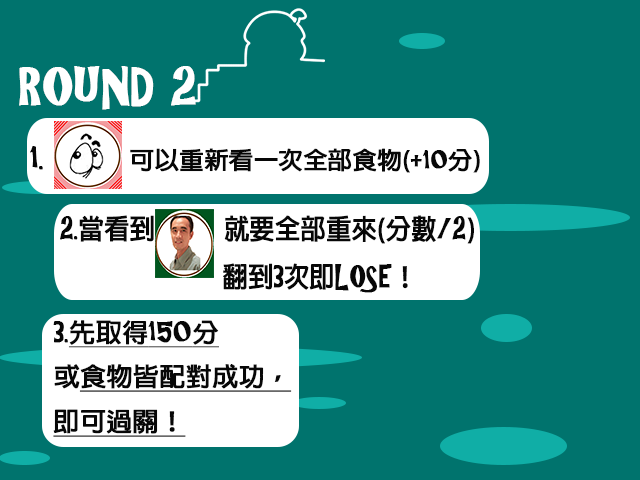 ROUND 2
1. 可以重新看一次全部食物(+10分)
2.當看到 就要全部重來(分數/2)
翻到3次即LOSE！
3.先取得150分
或食物皆配對成功，
即可過關！